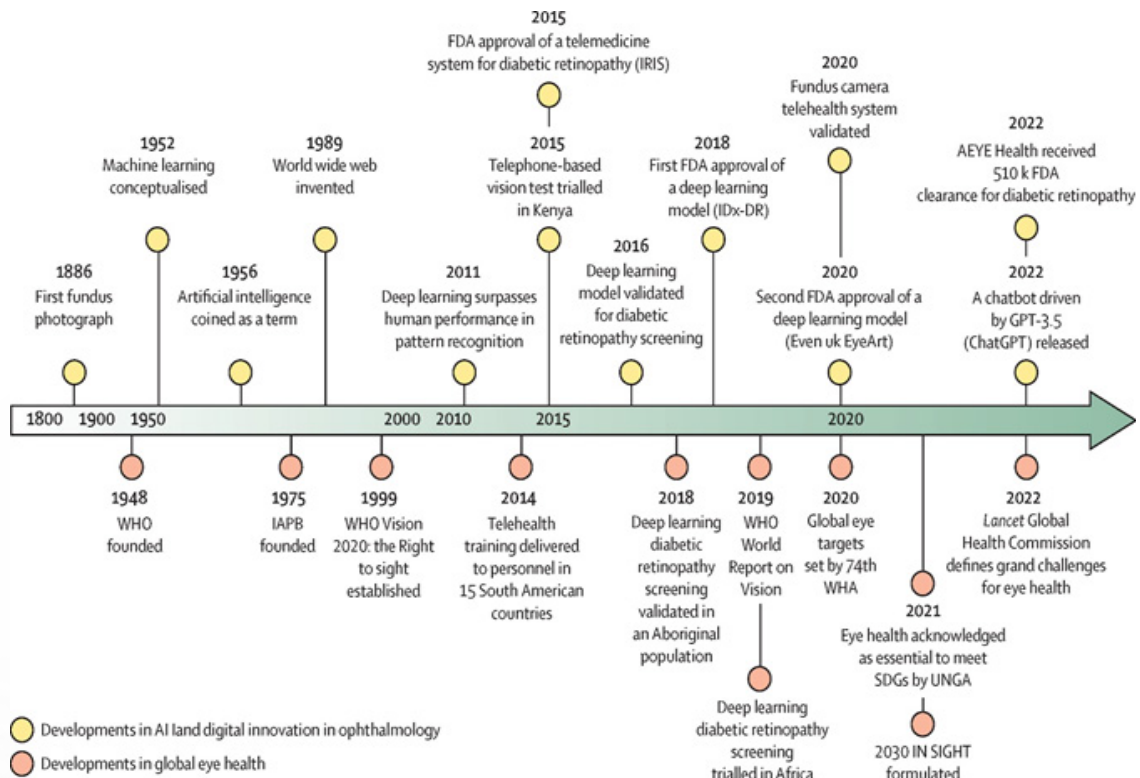 2015
FDA approval of a telemedicine
system for diabetic retinopathy (IRIS)
2020
Fundus camera
telehealth system
validated
1952
Machine learning
conceptualised
1989
World wide web
invented
2015
Telephone-based
vision test trialled
in Kenya
2018
First FDA approval of
a deep learning
model (IDx-DR)
2022
AEYE Health received
510 k FDA
clearance for diabetic retinopathy
1886
First fundus
photograph
1956
Artificial intelligence
coined as a term
2011
Deep learning surpasses
human performance in
pattern recognition
2016
Deep learning
model validated
for diabetic
retinopathy screening
2020
Second FDA approval of a
deep learning model
(Even uk EyeArt)
2022
A chatbot driven
by GPT-3.5
(ChatGPT) released
1800 1900 1950 2000 2010 2015 2020
1948
WHO
founded
1975
IAPB
founded
1999
WHO Vision
2020: the Right
to sight
established
2014
Telehealth
training delivered
to personnel in
15 South American
countries
2018
Deep learning
diabetic
retinopathy
screening
validated in
an Aboriginal
population
2019
WHO
World
Report on
Vision
2020
Global eye
targets
set by 74th
WHA
2022
Lancet Global
Health Commission
defines grand challenges
for eye health
2021
Eye health acknowledged
as essential to meet
SDGs by UNGA
Deep learning
diabetic retinopathy
screening
trialled in Africa
2030 IN SIGHT
formulated
Developments in AI land digital innovation in ophthalmology
Developments in global eye health